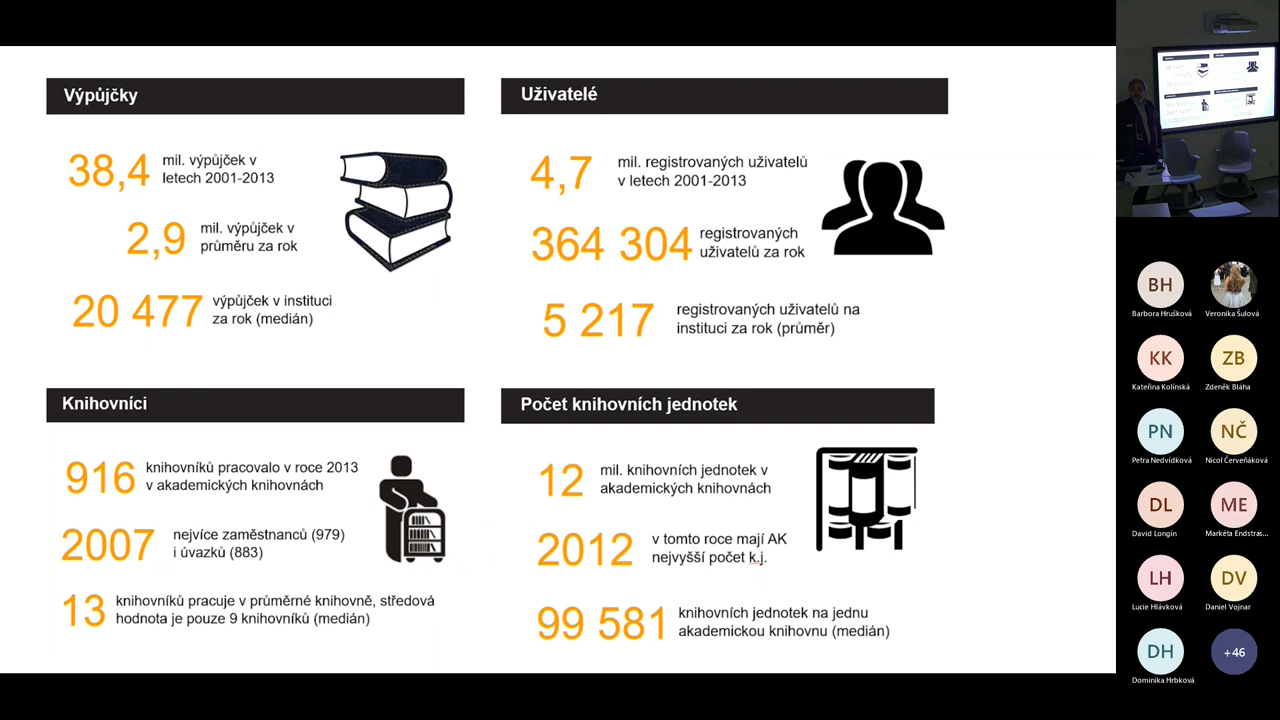 Výpůjčky
38,4
mil. výpůjček v
letech 2001-2013
2,9
mil. výpůjček v
průměru za rok
20 477
výpůjček v instituci
za rok (medián)
Uživatelé
4,7
mil. registrovaných uživatelů
v letech 2001-2013
364 304
registrovaných
uživatelů za rok
5 217
registrovaných uživatelů na
instituci za rok (průměr)
Knihovníci
916
knihovníků pracovalo v roce 2013
v akademických knihovnách
2007
nejvíce zaměstnanců (979)
i úvazků (883)
13
knihovníků pracuje v průměrné knihovně, středová
hodnota je pouze 9 knihovníků (medián)
Počet knihovních jednotek
12
mil. knihovních jednotek v
akademických knihovnách
2012
v tomto roce mají AK
nejvyšší počet k.j.
99 581
knihovních jednotek na jednu
akademickou knihovnu (medián)
BH
Barbora Hrušková
Veronika Šulová
KK
Kateřina Kolínská
ZB
Zdeněk Bláha
PN
Petra Nedvídková
NČ
Nicol Červeňáková
DL
David Longín
ME
Markéta Endstras...
LH
Lucie Hlávková
DV
Daniel Vojnar
DH
Dominika Hrbková
+46